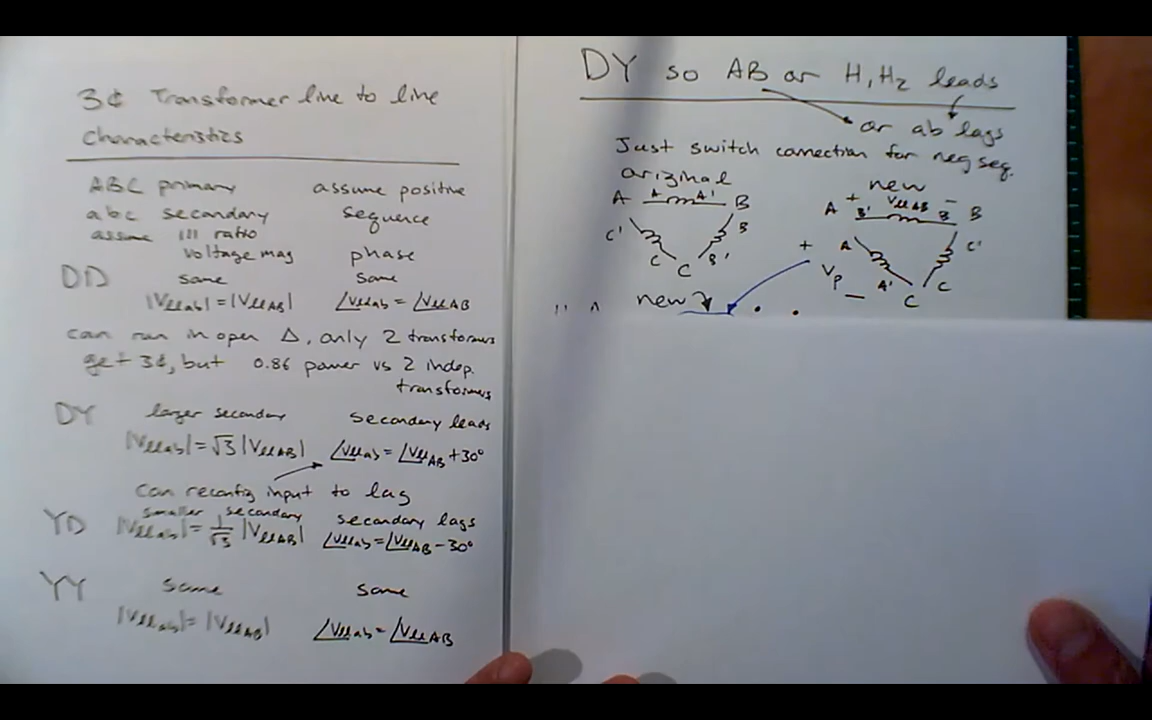 3¢ Transformer line to line
characteristics
ABC primary assume positive
abc secondary sequence
assume 1:1 ratio
voltage mag phase
DD same same
|Vllab| = |VllAB| ∠Vllab = ∠VllAB
can run in open Δ, only 2 transformers
get 3¢, but 0.86 power vs 2 indep.
transformers
DY larger secondary secondary leads
|Vllab| = √3 |VllAB| ∠Vllab = ∠VllAB +30°
can reconfig input to lag
smaller secondary secondary lags
YD |Vllab| = 1/√3 |VllAB| ∠Vllab = ∠VllAB -30°
YY same same
|Vllab| = |VllAB| ∠Vllab = ∠VllAB
DY so AB or H1H2 leads
or ab lags
Just switch connection for neg seq.
original new
A A A' B A + B' VllAB B - B
C' B + A C'
C C B' Vp - A' C C
new